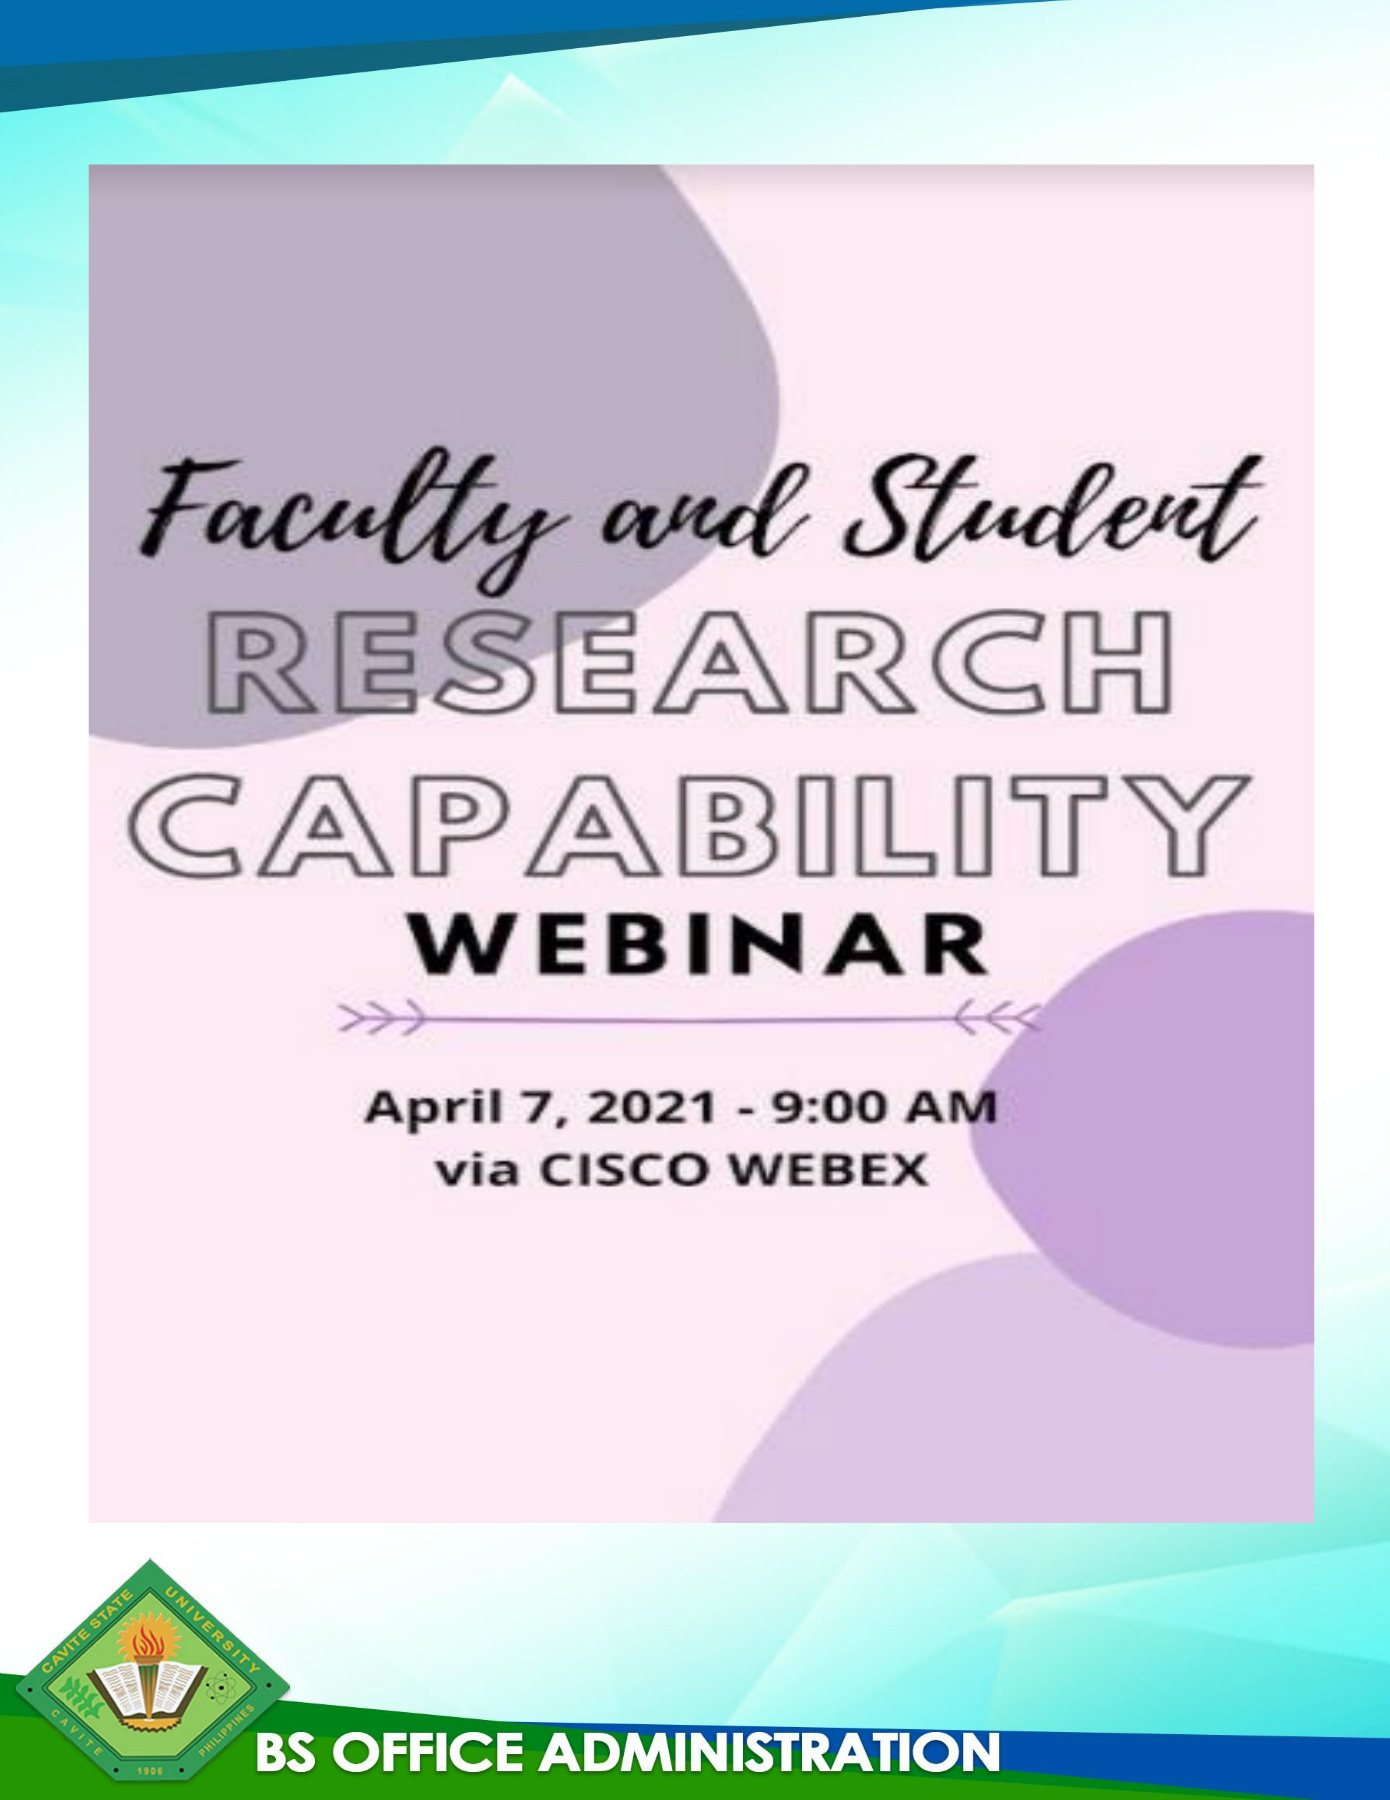 Faculty and Student
RESEARCH
CAPABILITY
WEBINAR
April 7, 2021 - 9:00 AM
via CISCO WEBEX
CAVITE STATE UNIVERSITY
CAVITE PHILIPPINES
1906
BS OFFICE ADMINISTRATION